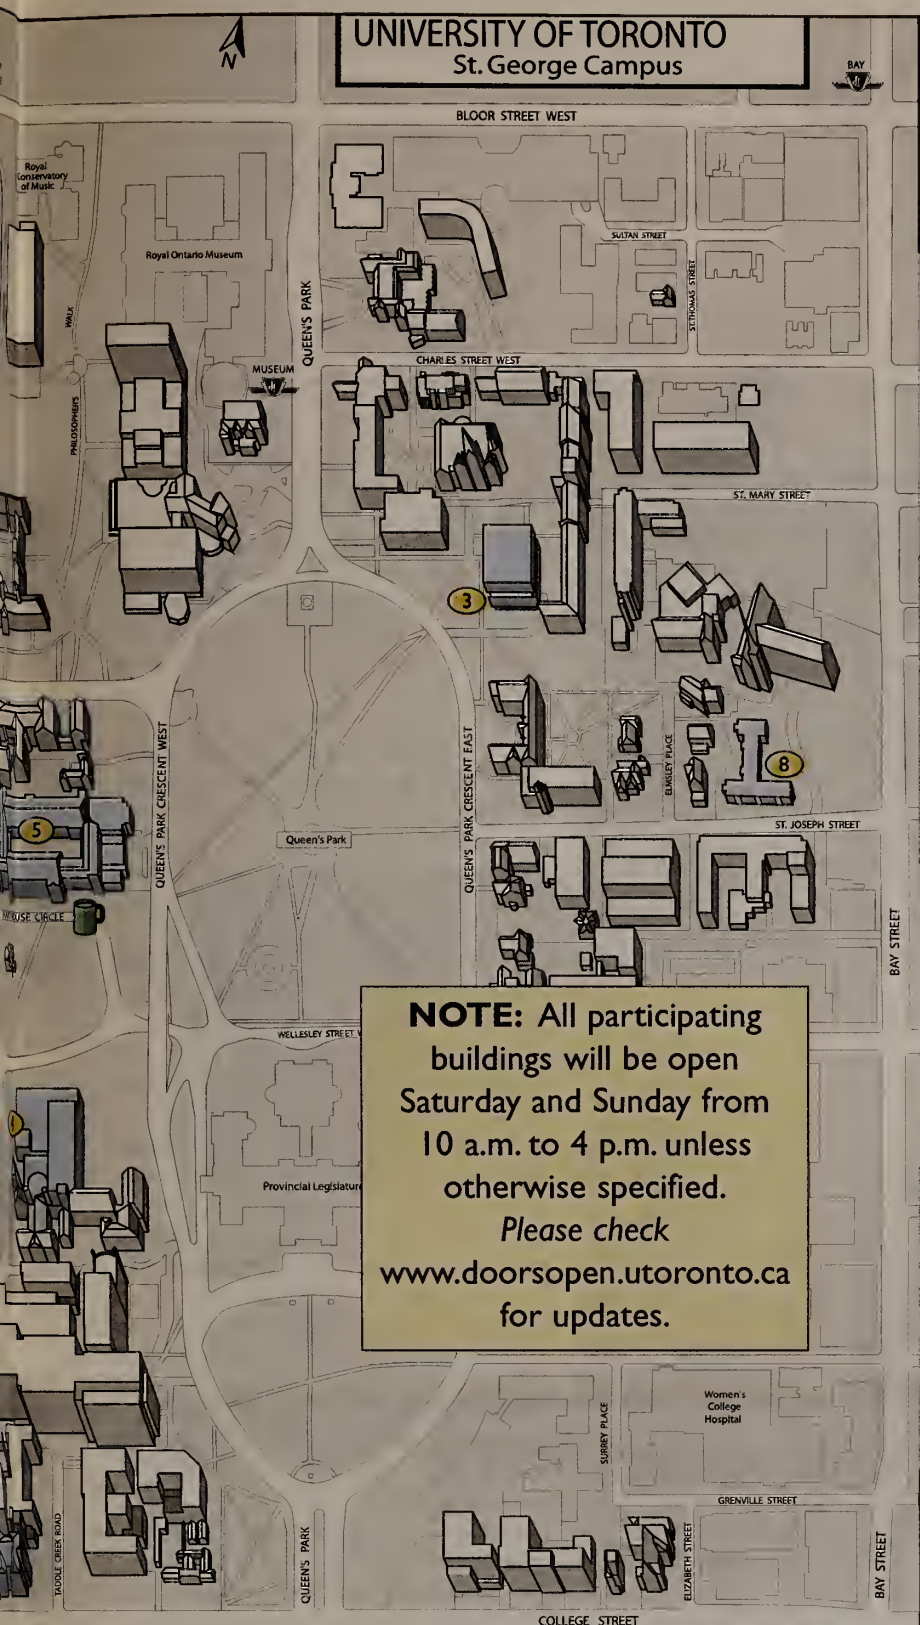 UNIVERSITY OF TORONTO
St. George Campus
N
BAY
BLOOR STREET WEST
Royal
Conservatory
of Music
Royal Ontario Museum
SULTAN STREET
ST. THOMAS STREET
QUEEN'S PARK
WALK
PHILOSOPHER'S
MUSEUM
CHARLES STREET WEST
ST. MARY STREET
3
QUEEN'S PARK CRESCENT WEST
QUEEN'S PARK CRESCENT EAST
ELMSLEY PLACE
8
5
Queen's Park
ST. JOSEPH STREET
CIRCLE
BAY STREET
WELLESLEY STREET
4
Provincial Legislature
NOTE: All participating
buildings will be open
Saturday and Sunday from
10 a.m. to 4 p.m. unless
otherwise specified.
Please check
www.doorsopen.utoronto.ca
for updates.
Women's
College
Hospital
SURREY PLACE
GRENVILLE STREET
TADDLE CREEK ROAD
QUEEN'S PARK
ELIZABETH STREET
BAY STREET
COLLEGE STREET